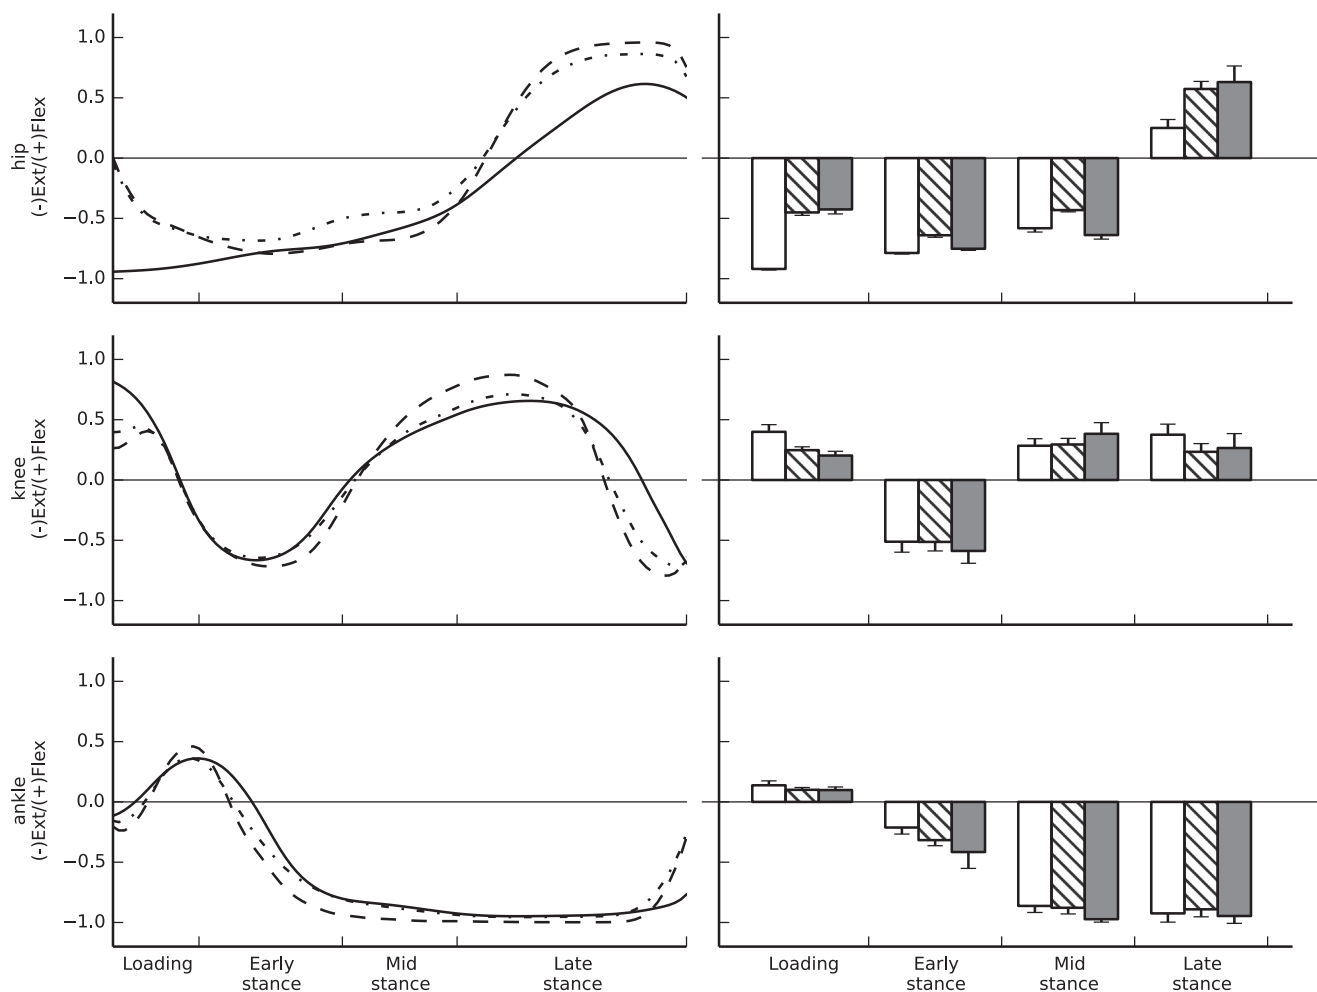 hip
(-)Ext/(+)Flex
1.0
0.5
0.0
−0.5
−1.0
knee
(-)Ext/(+)Flex
1.0
0.5
0.0
−0.5
−1.0
ankle
(-)Ext/(+)Flex
1.0
0.5
0.0
−0.5
−1.0
Loading
Early
stance
Mid
stance
Late
stance
Loading
Early
stance
Mid
stance
Late
stance